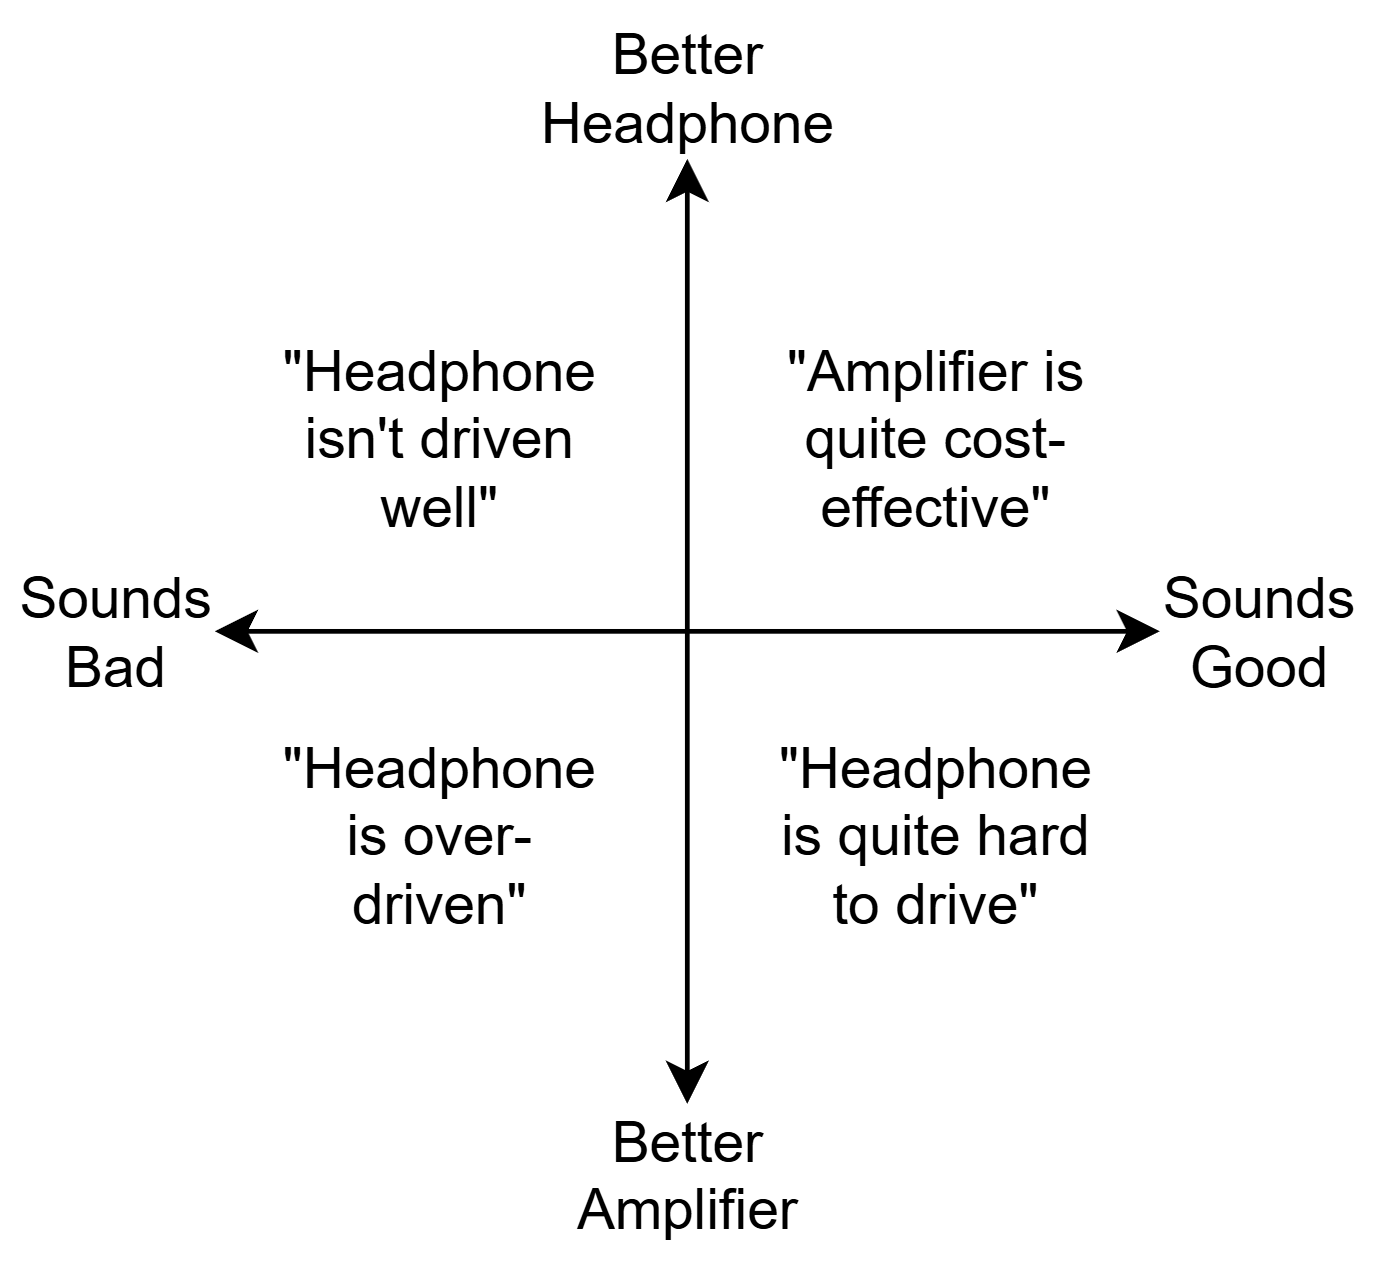 Better
Headphone
"Headphone
isn't driven
well"
"Amplifier is
quite cost-
effective"
Sounds
Bad
Sounds
Good
"Headphone
is over-
driven"
"Headphone
is quite hard
to drive"
Better
Amplifier